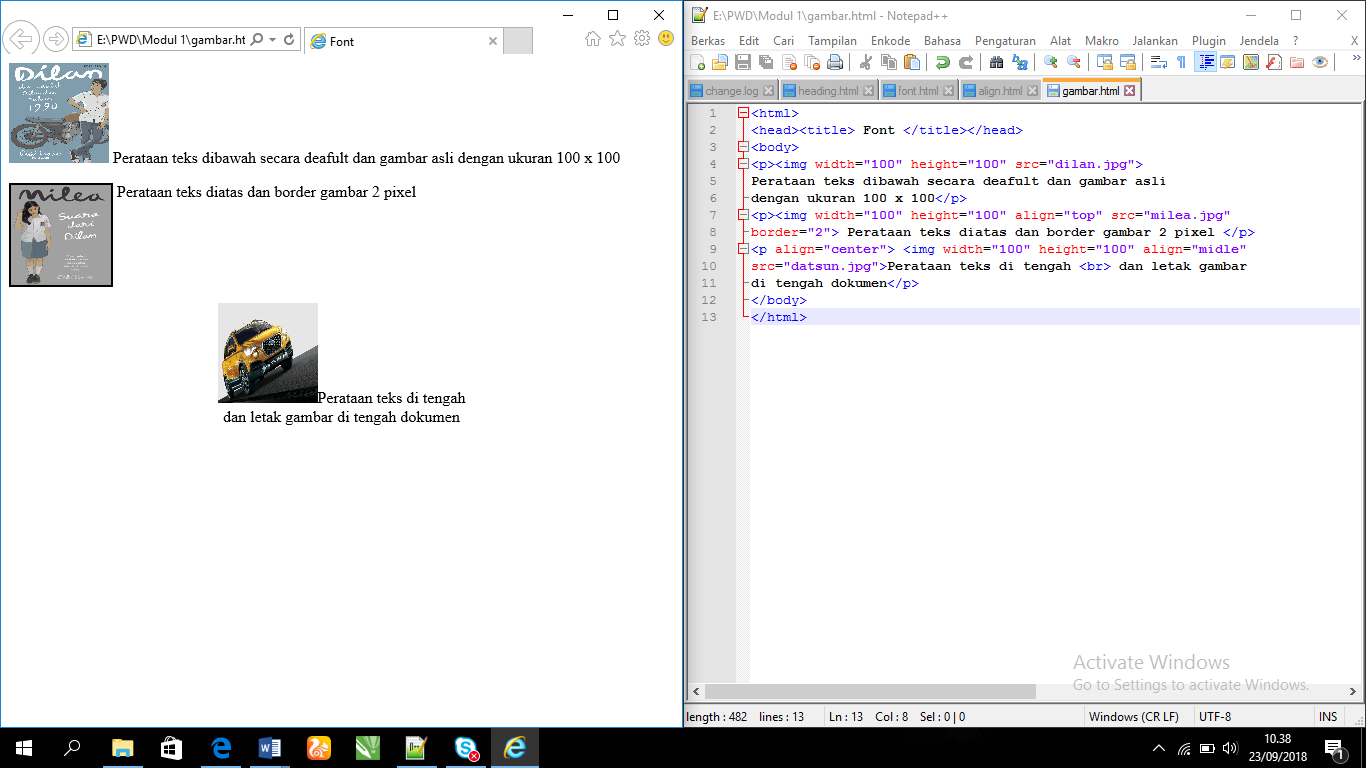 E:\PWD\Modul 1\gambar.ht
Font
Dilan
1990
Perataan teks dibawah secara deafult dan gambar asli dengan ukuran 100 x 100
milea
Suara
dari
Dilan
Perataan teks diatas dan border gambar 2 pixel
Perataan teks di tengah
dan letak gambar di tengah dokumen
E:\PWD\Modul 1\gambar.html - Notepad++
Berkas Edit Cari Tampilan Enkode Bahasa Pengaturan Alat Makro Jalankan Plugin Jendela ? X
change.log heading.html font.html align.html gambar.html
1 <html>
2 <head><title> Font </title></head>
3 <body>
4 <p><img width="100" height="100" src="dilan.jpg">
5 Perataan teks dibawah secara deafult dan gambar asli
6 dengan ukuran 100 x 100</p>
7 <p><img width="100" height="100" align="top" src="milea.jpg"
8 border="2"> Perataan teks diatas dan border gambar 2 pixel </p>
9 <p align="center"> <img width="100" height="100" align="midle"
10 src="datsun.jpg">Perataan teks di tengah <br> dan letak gambar
11 di tengah dokumen</p>
12 </body>
13 </html>
Activate Windows
Go to Settings to activate Windows.
length : 482 lines : 13 Ln : 13 Col : 8 Sel : 0 | 0 Windows (CR LF) UTF-8 INS
10.38
23/09/2018
1